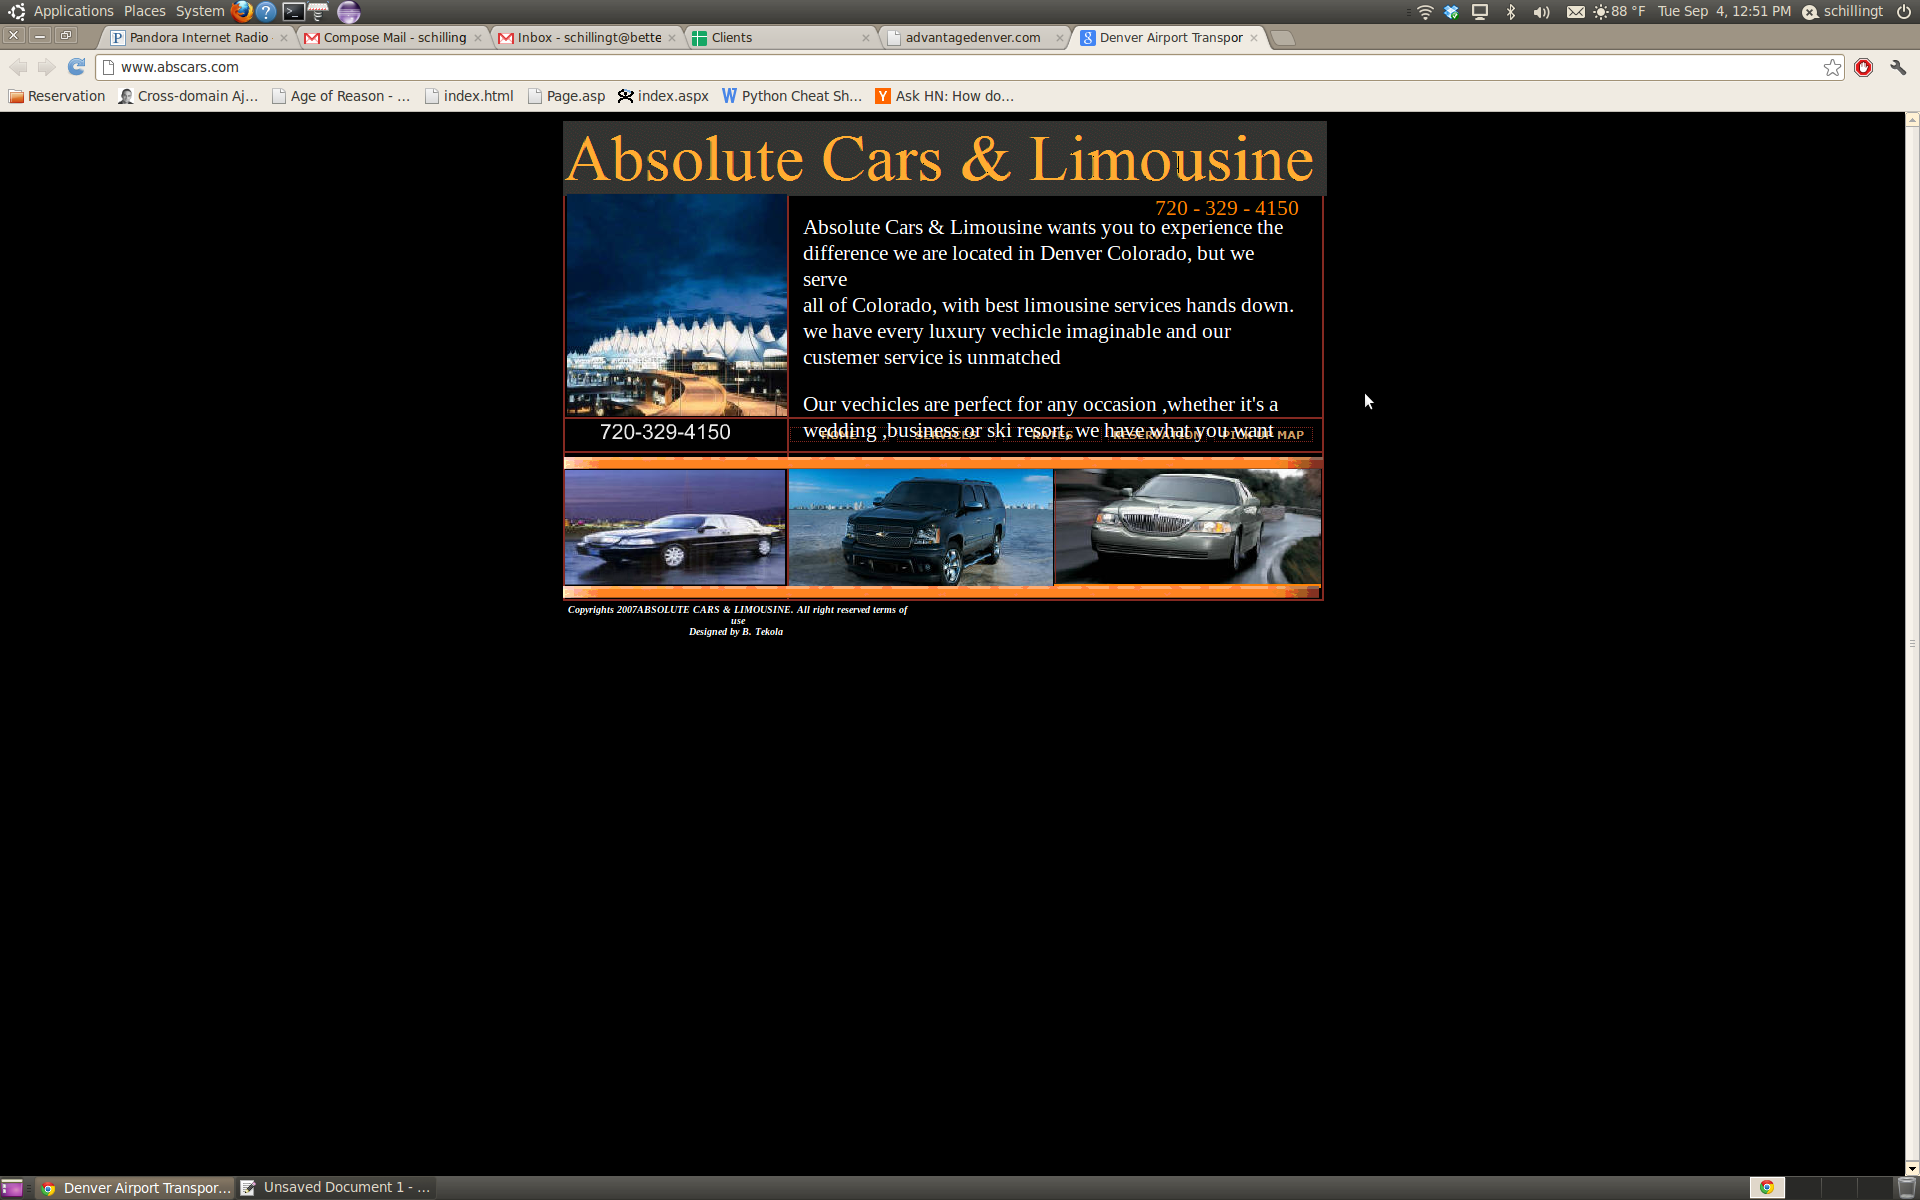 Applications Places System 88 °F Tue Sep 4, 12:51 PM schillingt
Pandora Internet Radio Compose Mail - schilling Inbox - schillingt@bette Clients advantagedenver.com Denver Airport Transpor
www.abscars.com
Reservation Cross-domain Aj... Age of Reason - ... index.html Page.asp index.aspx Python Cheat Sh... Ask HN: How do...
Absolute Cars & Limousine
720 - 329 - 4150
Absolute Cars & Limousine wants you to experience the
difference we are located in Denver Colorado, but we
serve
all of Colorado, with best limousine services hands down.
we have every luxury vechicle imaginable and our
custemer service is unmatched
Our vechicles are perfect for any occasion ,whether it's a
wedding ,business or ski resort, we have what you want
720-329-4150
HOME SERVICES RATES RESERVATION PICK UP MAP
Copyrights 2007ABSOLUTE CARS & LIMOUSINE. All right reserved terms of
use
Designed by B. Tekola
Denver Airport Transpor... Unsaved Document 1 - ...